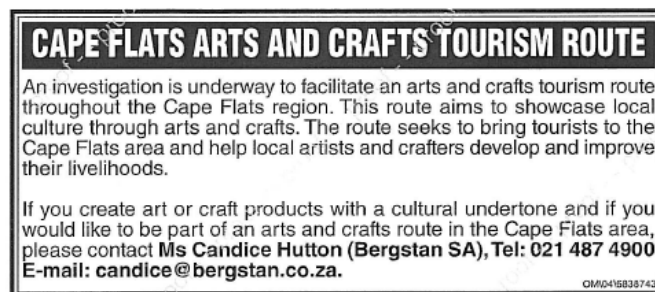 CAPE FLATS ARTS AND CRAFTS TOURISM ROUTE
An investigation is underway to facilitate an arts and crafts tourism route
throughout the Cape Flats region. This route aims to showcase local
culture through arts and crafts. The route seeks to bring tourists to the
Cape Flats area and help local artists and crafters develop and improve
their livelihoods.
If you create art or craft products with a cultural undertone and if you
would like to be part of an arts and crafts route in the Cape Flats area,
please contact Ms Candice Hutton (Bergstan SA), Tel: 021 487 4900
E-mail: candice@bergstan.co.za.
OM\04\5838743